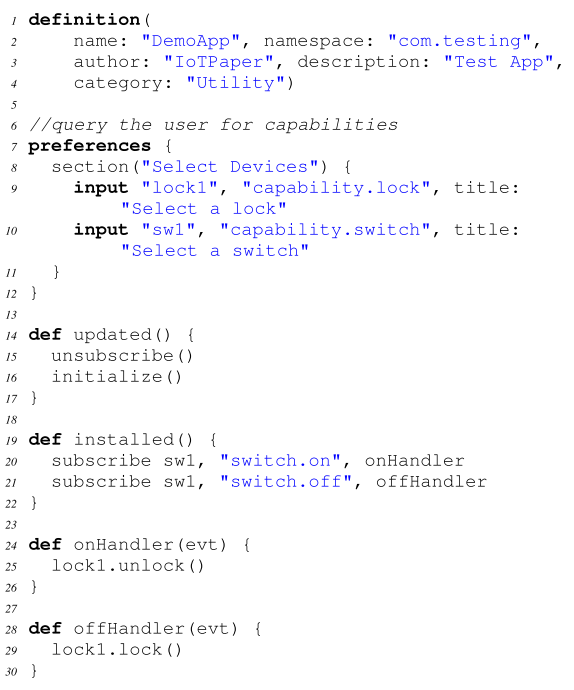 1 definition(
2 name: "DemoApp", namespace: "com.testing",
3 author: "IoTPaper", description: "Test App",
4 category: "Utility")
5
6 //query the user for capabilities
7 preferences {
8 section("Select Devices") {
9 input "lock1", "capability.lock", title:
"Select a lock"
10 input "sw1", "capability.switch", title:
"Select a switch"
11 }
12 }
13
14 def updated() {
15 unsubscribe()
16 initialize()
17 }
18
19 def installed() {
20 subscribe sw1, "switch.on", onHandler
21 subscribe sw1, "switch.off", offHandler
22 }
23
24 def onHandler(evt) {
25 lock1.unlock()
26 }
27
28 def offHandler(evt) {
29 lock1.lock()
30 }